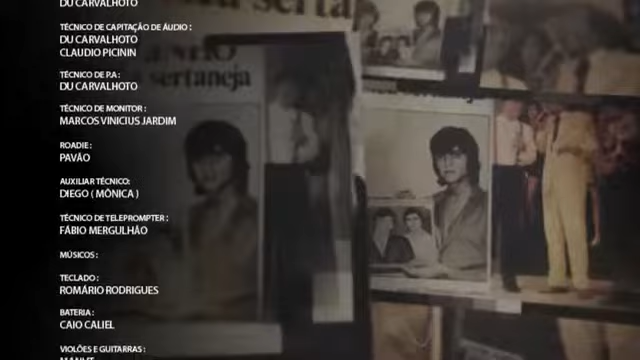 DU CARVALHOTO
TÉCNICO DE CAPITAÇÃO DE ÁUDIO :
DU CARVALHOTO
CLAUDIO PICININ
TÉCNICO DE P.A :
DU CARVALHOTO
TÉCNICO DE MONITOR :
MARCOS VINICIUS JARDIM
ROADIE :
PAVÃO
AUXILIAR TÉCNICO:
DIEGO ( MÔNICA )
TÉCNICO DE TELEPROMPTER :
FÁBIO MERGULHÃO
MÚSICOS :
TECLADO :
ROMÁRIO RODRIGUES
BATERIA :
CAIO CALIEL
VIOLÕES E GUITARRAS :
sertaneja